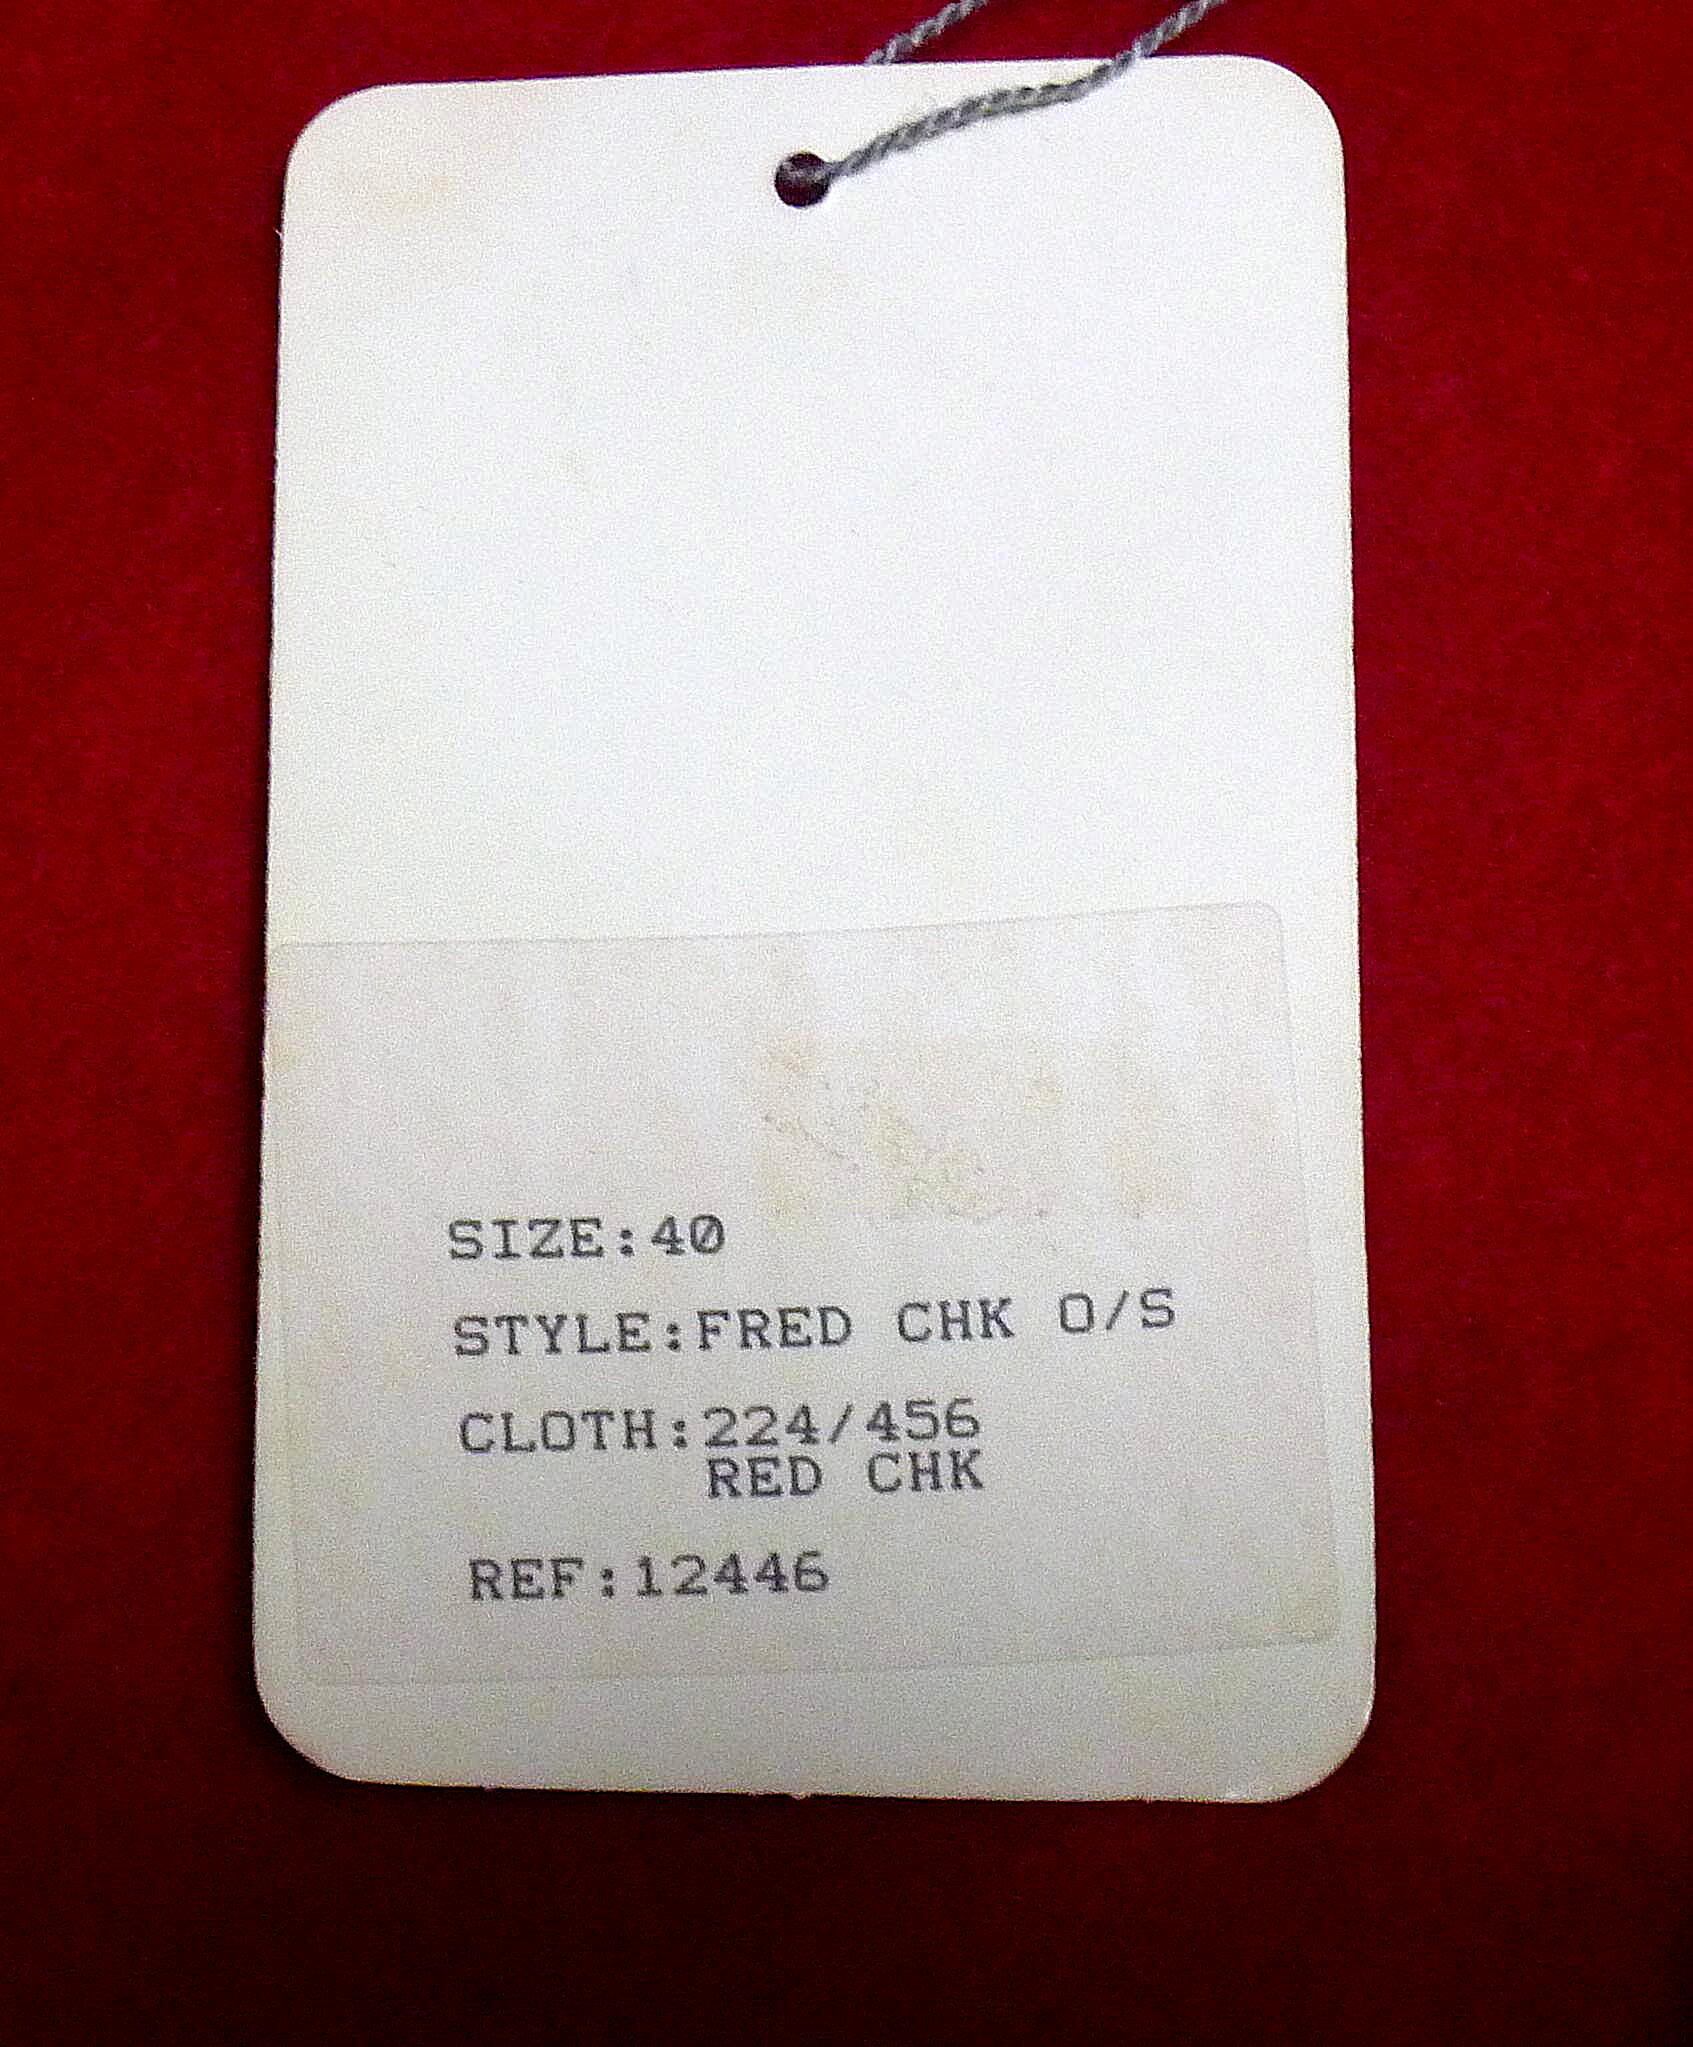 SIZE:40
STYLE:FRED CHK O/S
CLOTH:224/456
RED CHK
REF:12446